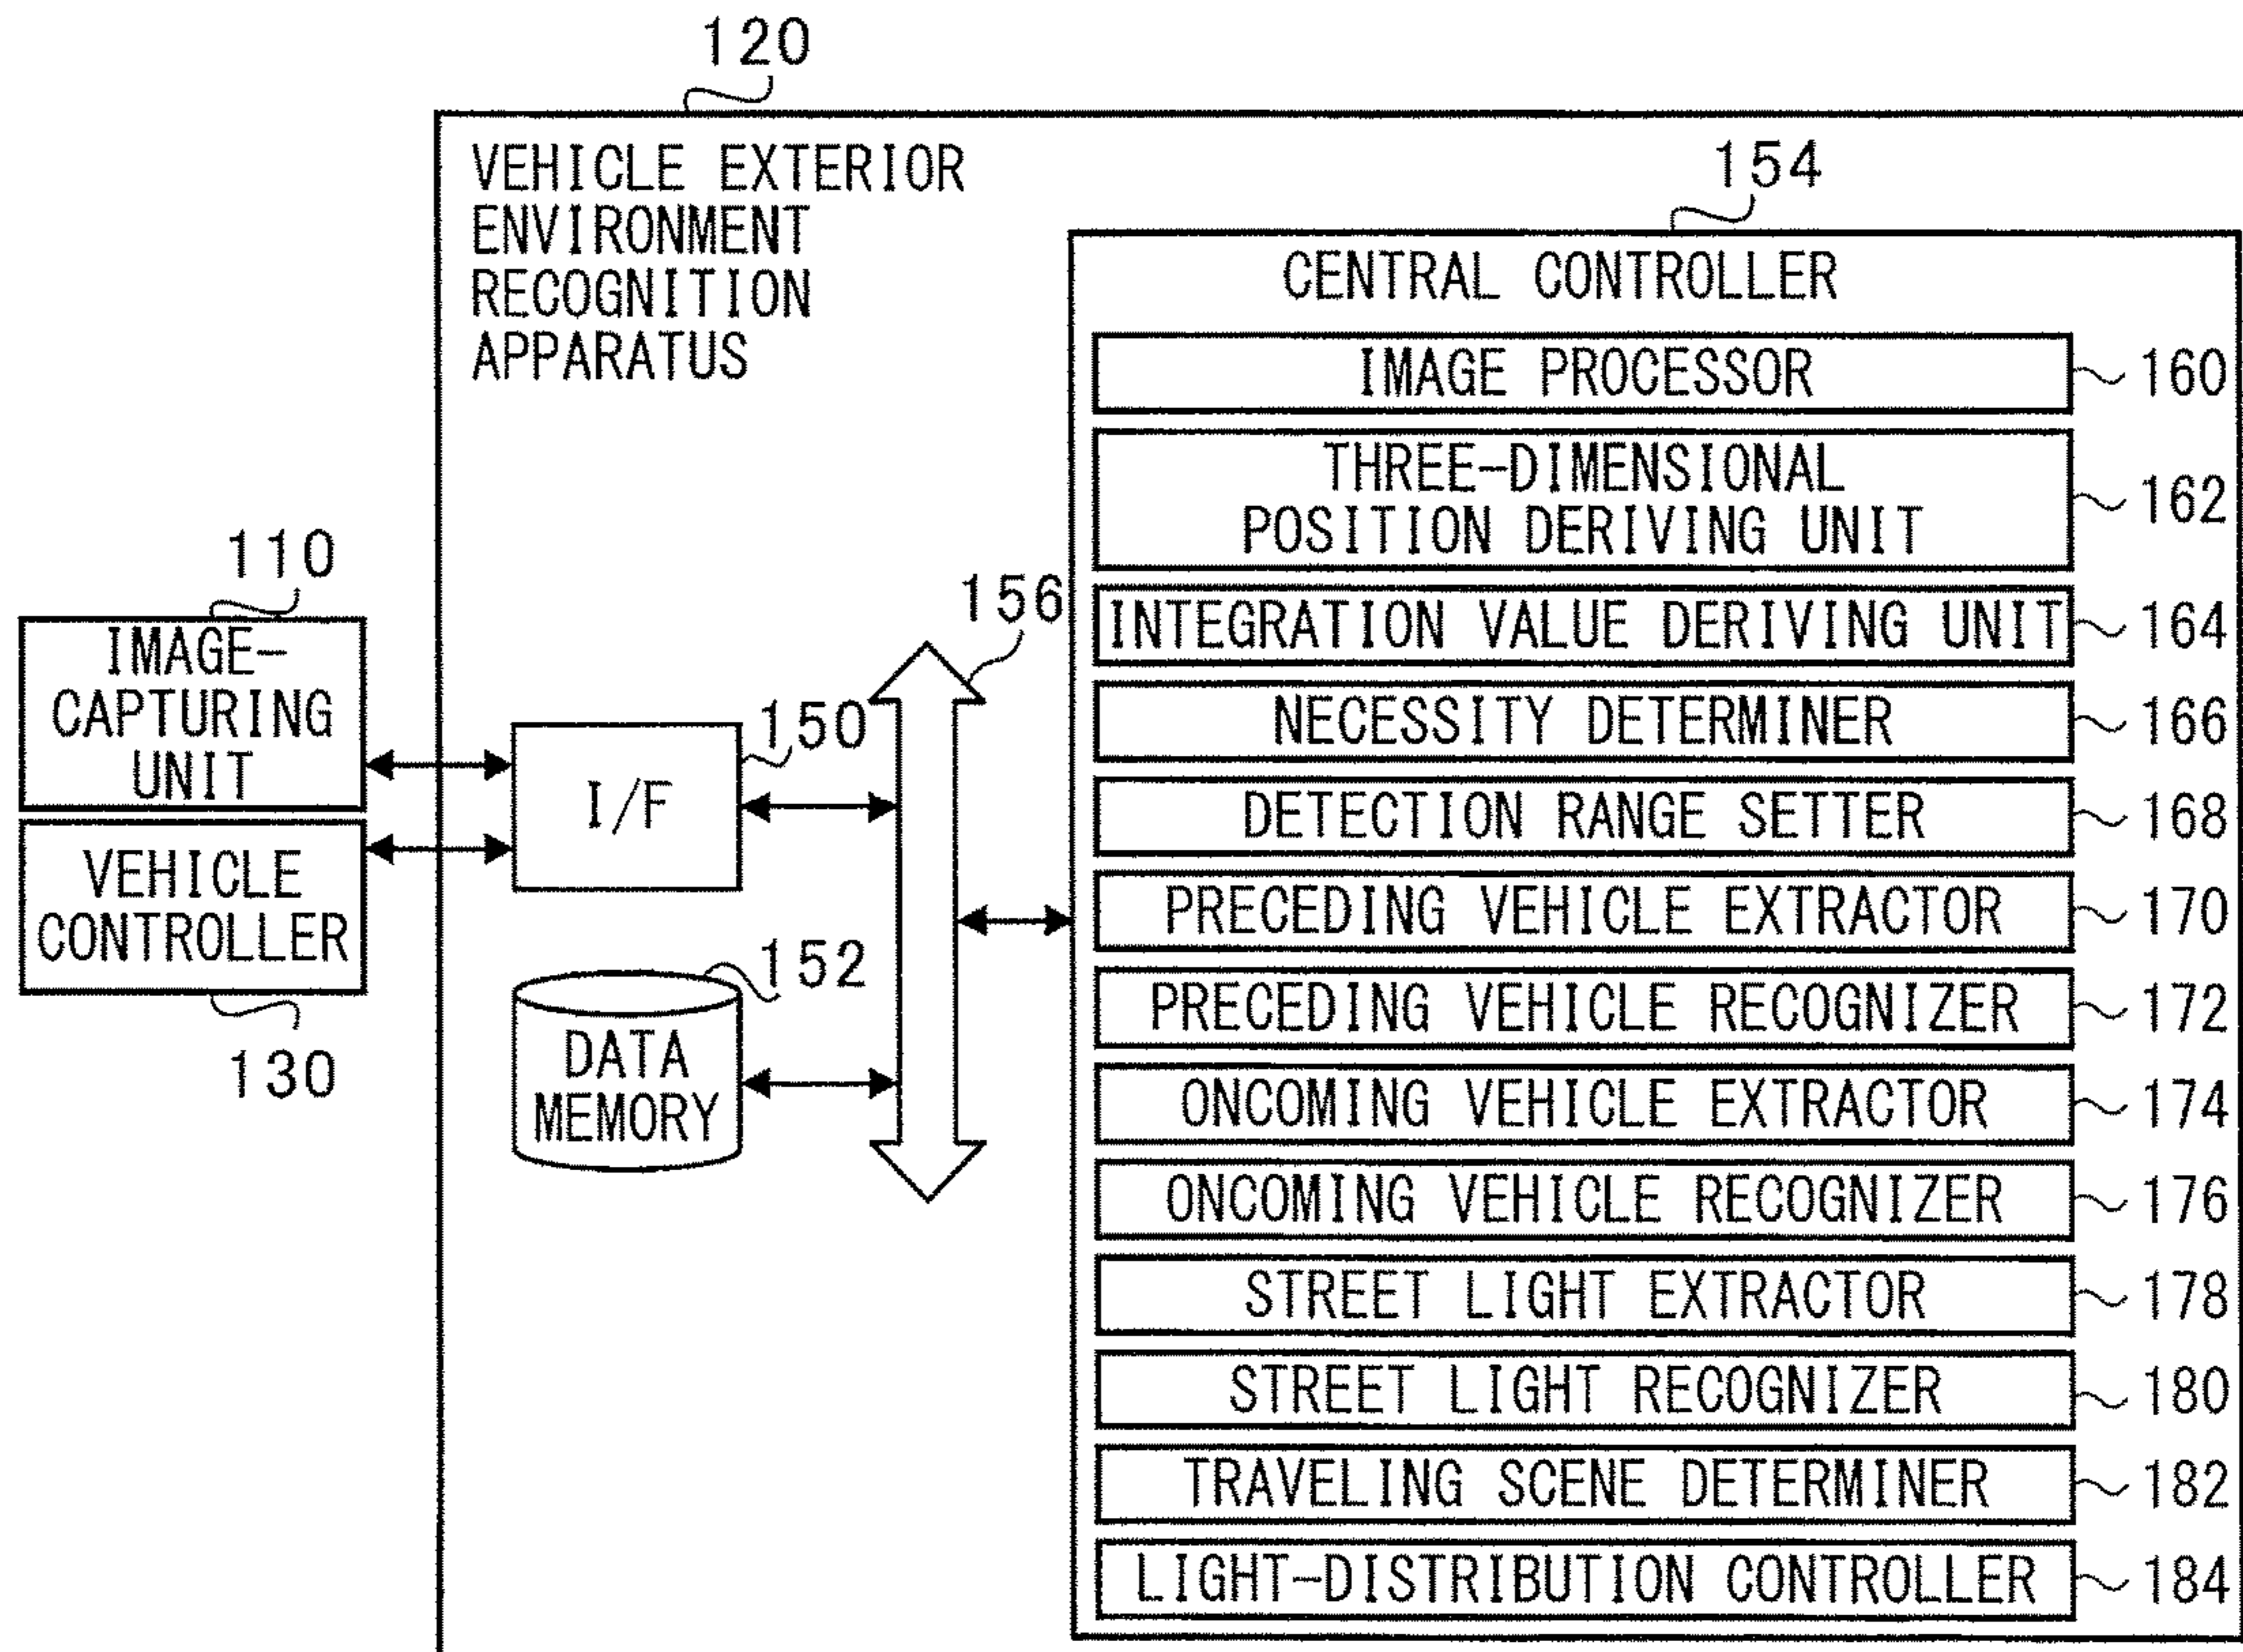 120
VEHICLE EXTERIOR
ENVIRONMENT
RECOGNITION
APPARATUS
154
CENTRAL CONTROLLER
IMAGE PROCESSOR
160
THREE-DIMENSIONAL
POSITION DERIVING UNIT
162
INTEGRATION VALUE DERIVING UNIT
164
NECESSITY DETERMINER
166
DETECTION RANGE SETTER
168
PRECEDING VEHICLE EXTRACTOR
170
PRECEDING VEHICLE RECOGNIZER
172
ONCOMING VEHICLE EXTRACTOR
174
ONCOMING VEHICLE RECOGNIZER
176
STREET LIGHT EXTRACTOR
178
STREET LIGHT RECOGNIZER
180
TRAVELING SCENE DETERMINER
182
LIGHT-DISTRIBUTION CONTROLLER
184
110
IMAGE-
CAPTURING
UNIT
VEHICLE
CONTROLLER
130
150
I/F
152
DATA
MEMORY
156